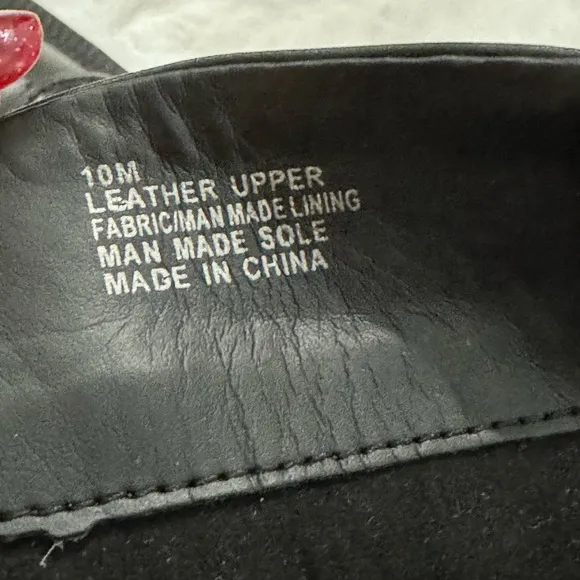 10M
LEATHER UPPER
FABRIC/MAN MADE LINING
MAN MADE SOLE
MADE IN CHINA